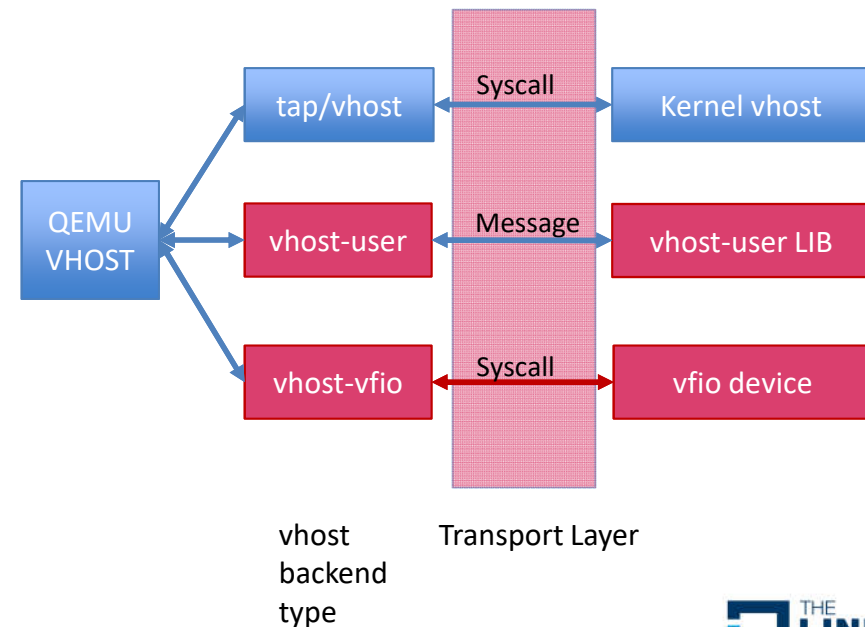 Syscall
tap/vhost
Kernel vhost
QEMU
VHOST
Message
vhost-user
vhost-user LIB
Syscall
vhost-vfio
vfio device
vhost
backend
type
Transport Layer
THE